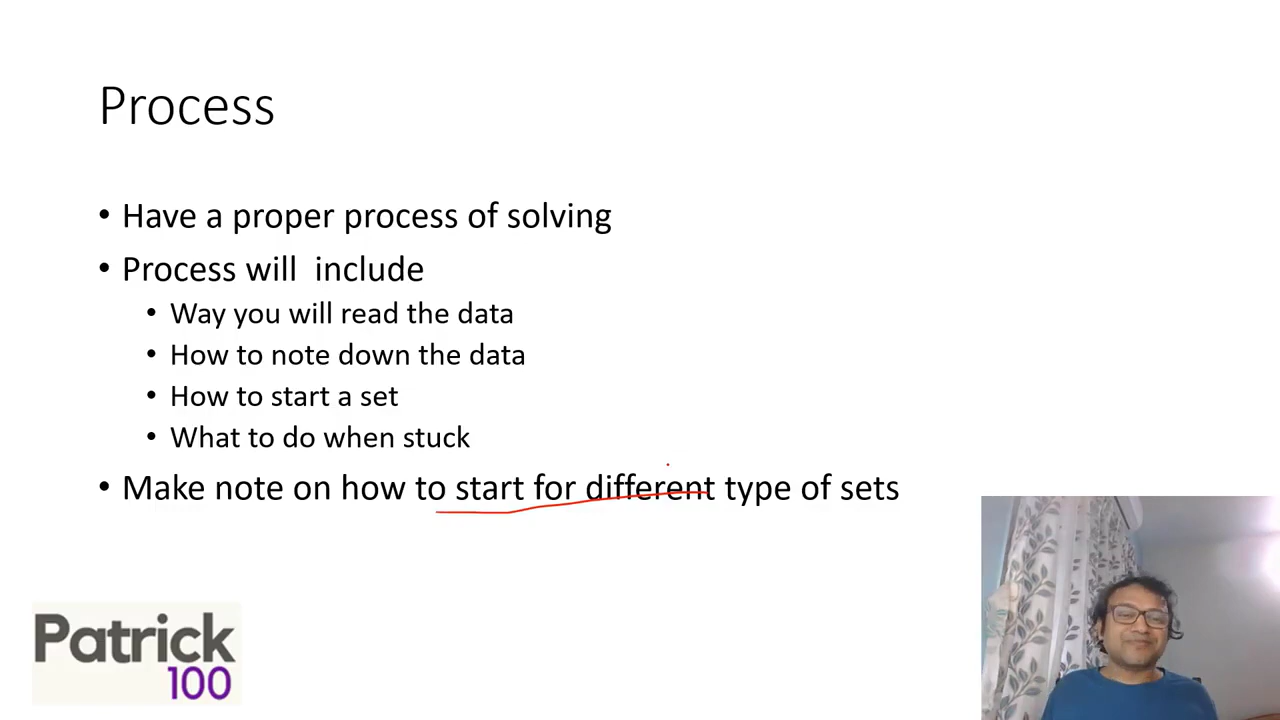 Process
• Have a proper process of solving
• Process will  include
• Way you will read the data
• How to note down the data
• How to start a set
• What to do when stuck
• Make note on how to start for different type of sets
Patrick
100